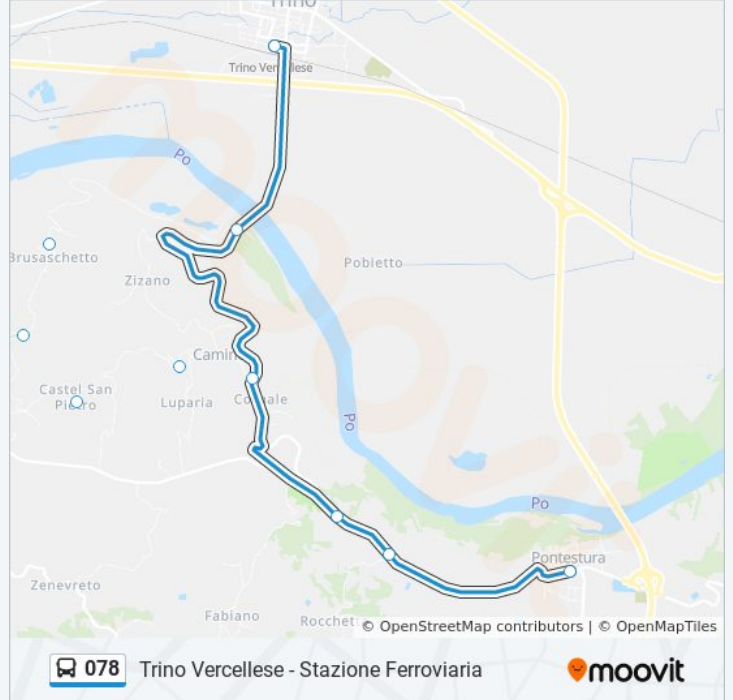 Trino
Trino Vercellese
Po
Brusaschetto
Pobietto
Zizano
Camino
Castel San
Pietro
Luparia
Coniale
Po
Po
Pontestura
Zenevreto
Fabiano
Rocchet
© OpenStreetMap contributors | © OpenMapTiles
078 Trino Vercellese - Stazione Ferroviaria
moovit